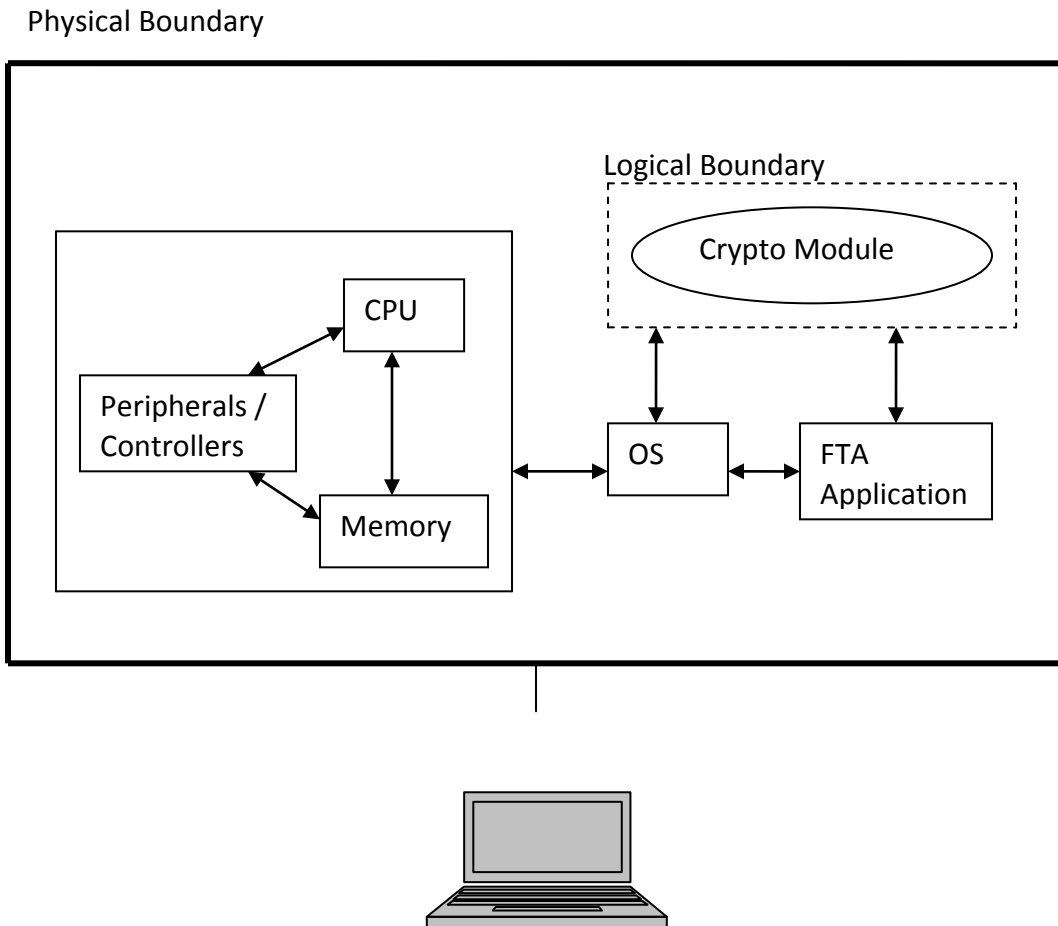 Physical Boundary
Logical Boundary
Crypto Module
CPU
Peripherals /
Controllers
Memory
OS
FTA
Application